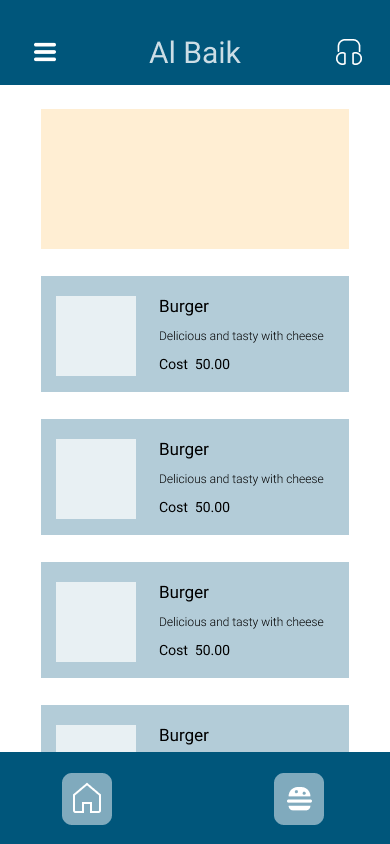 Al Baik
Burger
Delicious and tasty with cheese
Cost 50.00
Burger
Delicious and tasty with cheese
Cost 50.00
Burger
Delicious and tasty with cheese
Cost 50.00
Burger